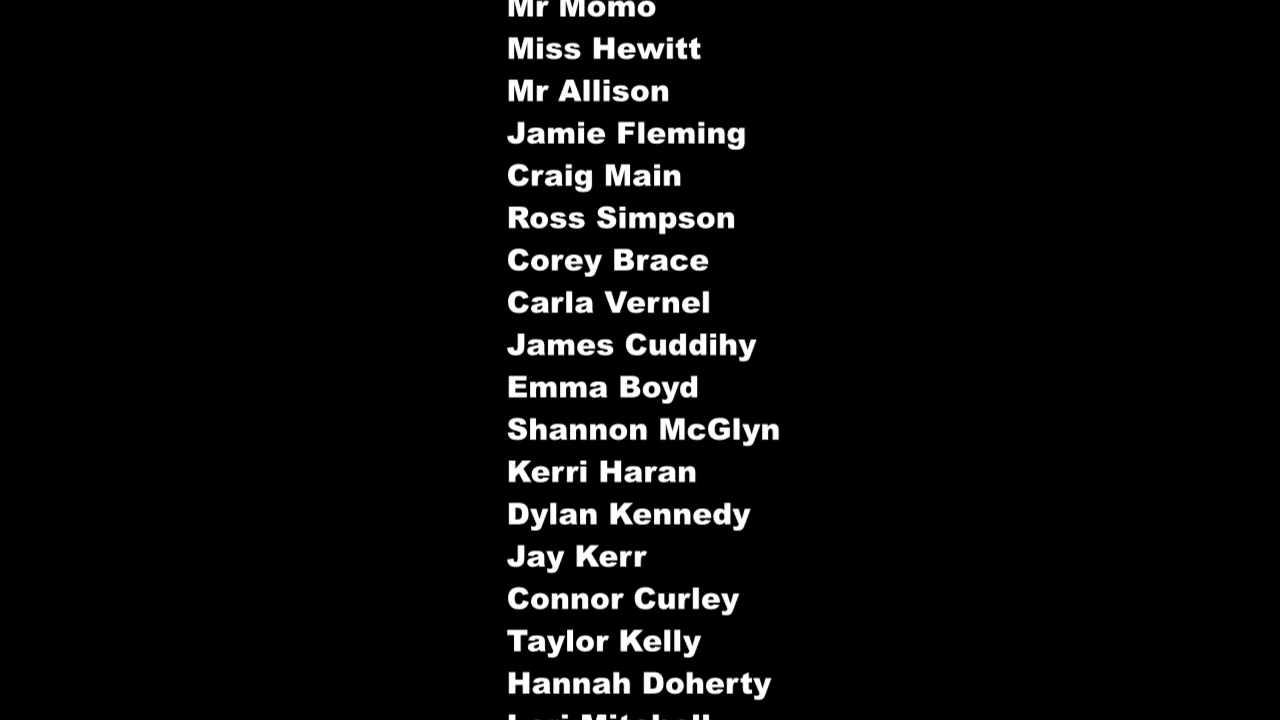 Mr Momo
Miss Hewitt
Mr Allison
Jamie Fleming
Craig Main
Ross Simpson
Corey Brace
Carla Vernel
James Cuddihy
Emma Boyd
Shannon McGlyn
Kerri Haran
Dylan Kennedy
Jay Kerr
Connor Curley
Taylor Kelly
Hannah Doherty